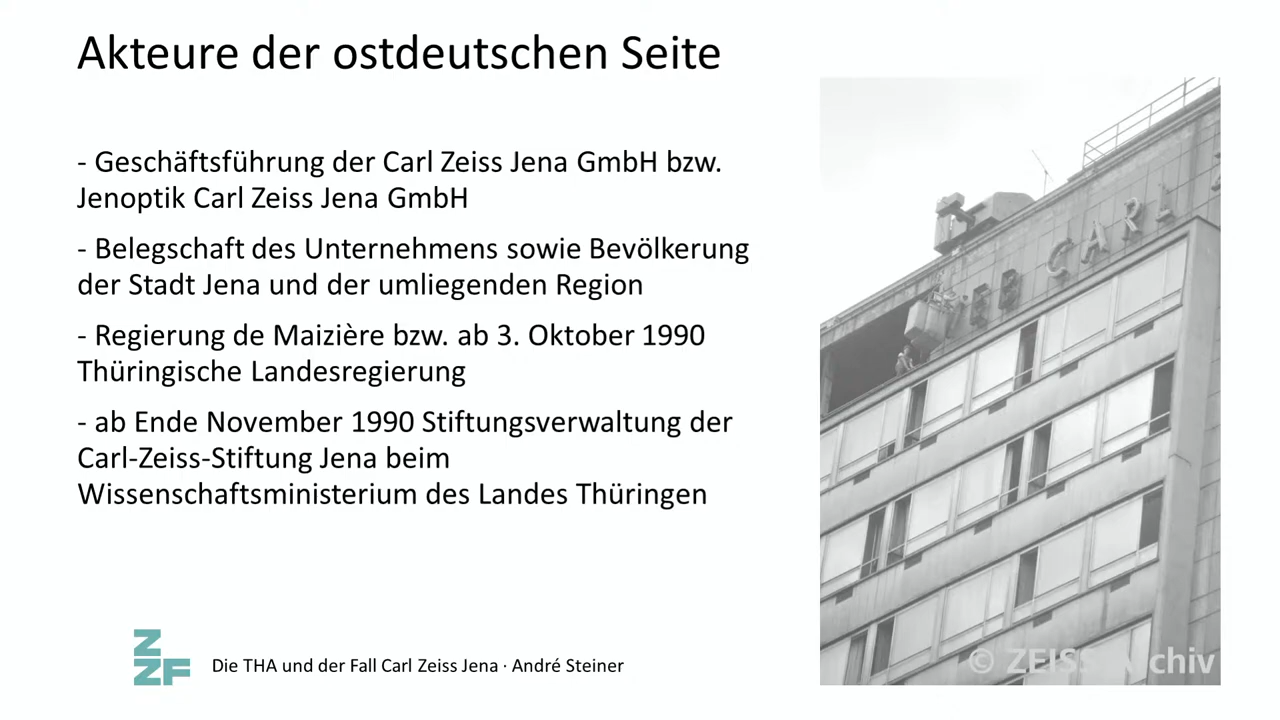 Akteure der ostdeutschen Seite
- Geschäftsführung der Carl Zeiss Jena GmbH bzw.
Jenoptik Carl Zeiss Jena GmbH
- Belegschaft des Unternehmens sowie Bevölkerung
der Stadt Jena und der umliegenden Region
- Regierung de Maizière bzw. ab 3. Oktober 1990
Thüringische Landesregierung
- ab Ende November 1990 Stiftungsverwaltung der
Carl-Zeiss-Stiftung Jena beim
Wissenschaftsministerium des Landes Thüringen
CARL
© ZEISS Archiv
Z
ZF
Die THA und der Fall Carl Zeiss Jena · André Steiner